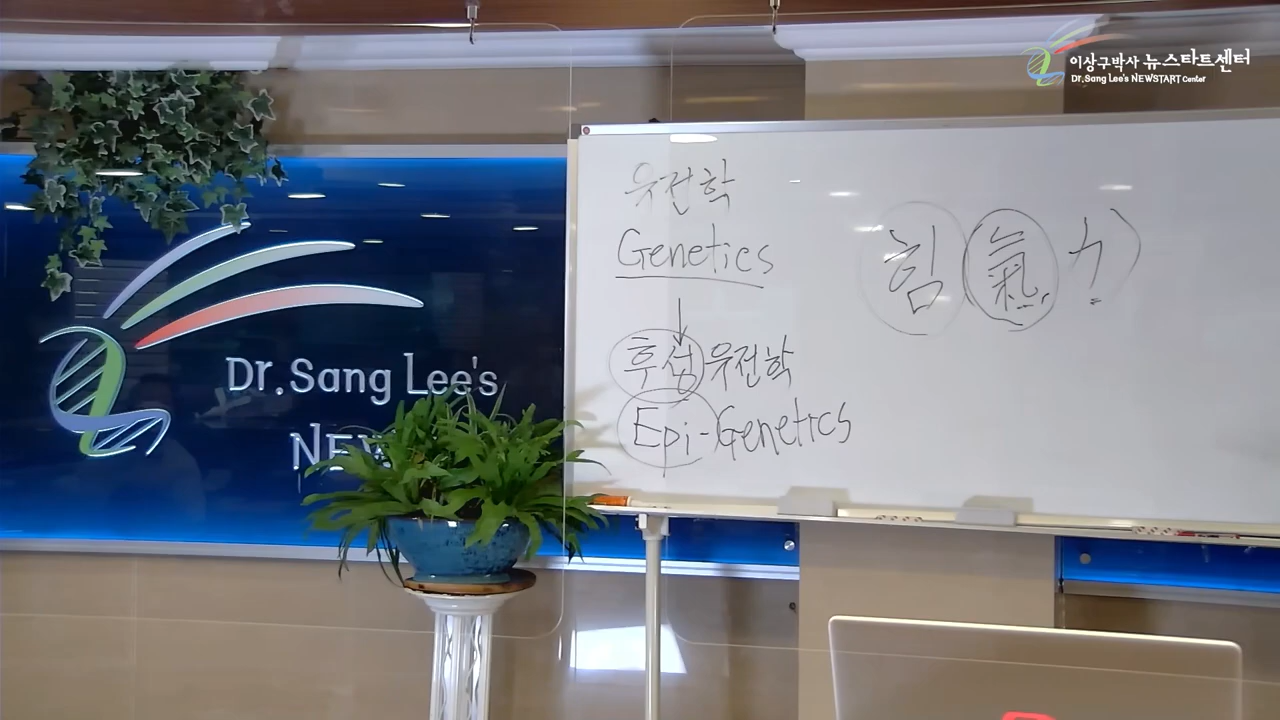 이상구박사 뉴스타트센터
Dr. Sang Lee's NEWSTART Center
Dr. Sang Lee's
NEW
유전학
Genetics
후성유전학
Epi-Genetics
힘 氣 ?